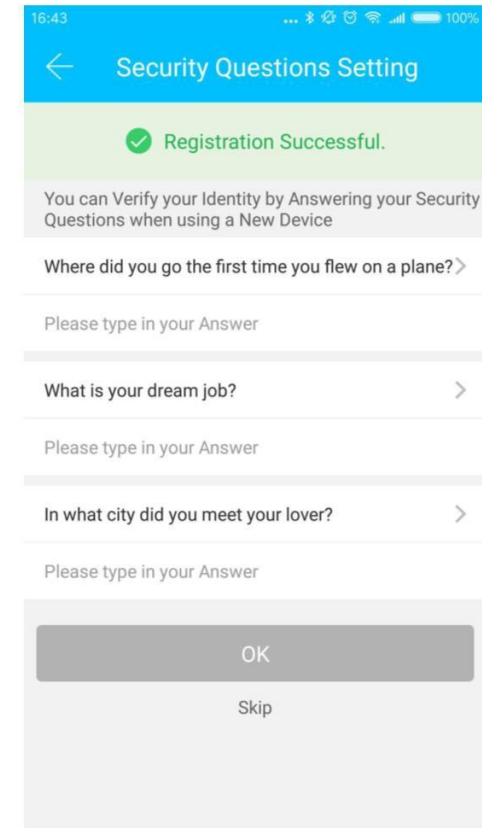 16:43 ... 100%
Security Questions Setting
Registration Successful.
You can Verify your Identity by Answering your Security
Questions when using a New Device
Where did you go the first time you flew on a plane?
Please type in your Answer
What is your dream job?
Please type in your Answer
In what city did you meet your lover?
Please type in your Answer
OK
Skip